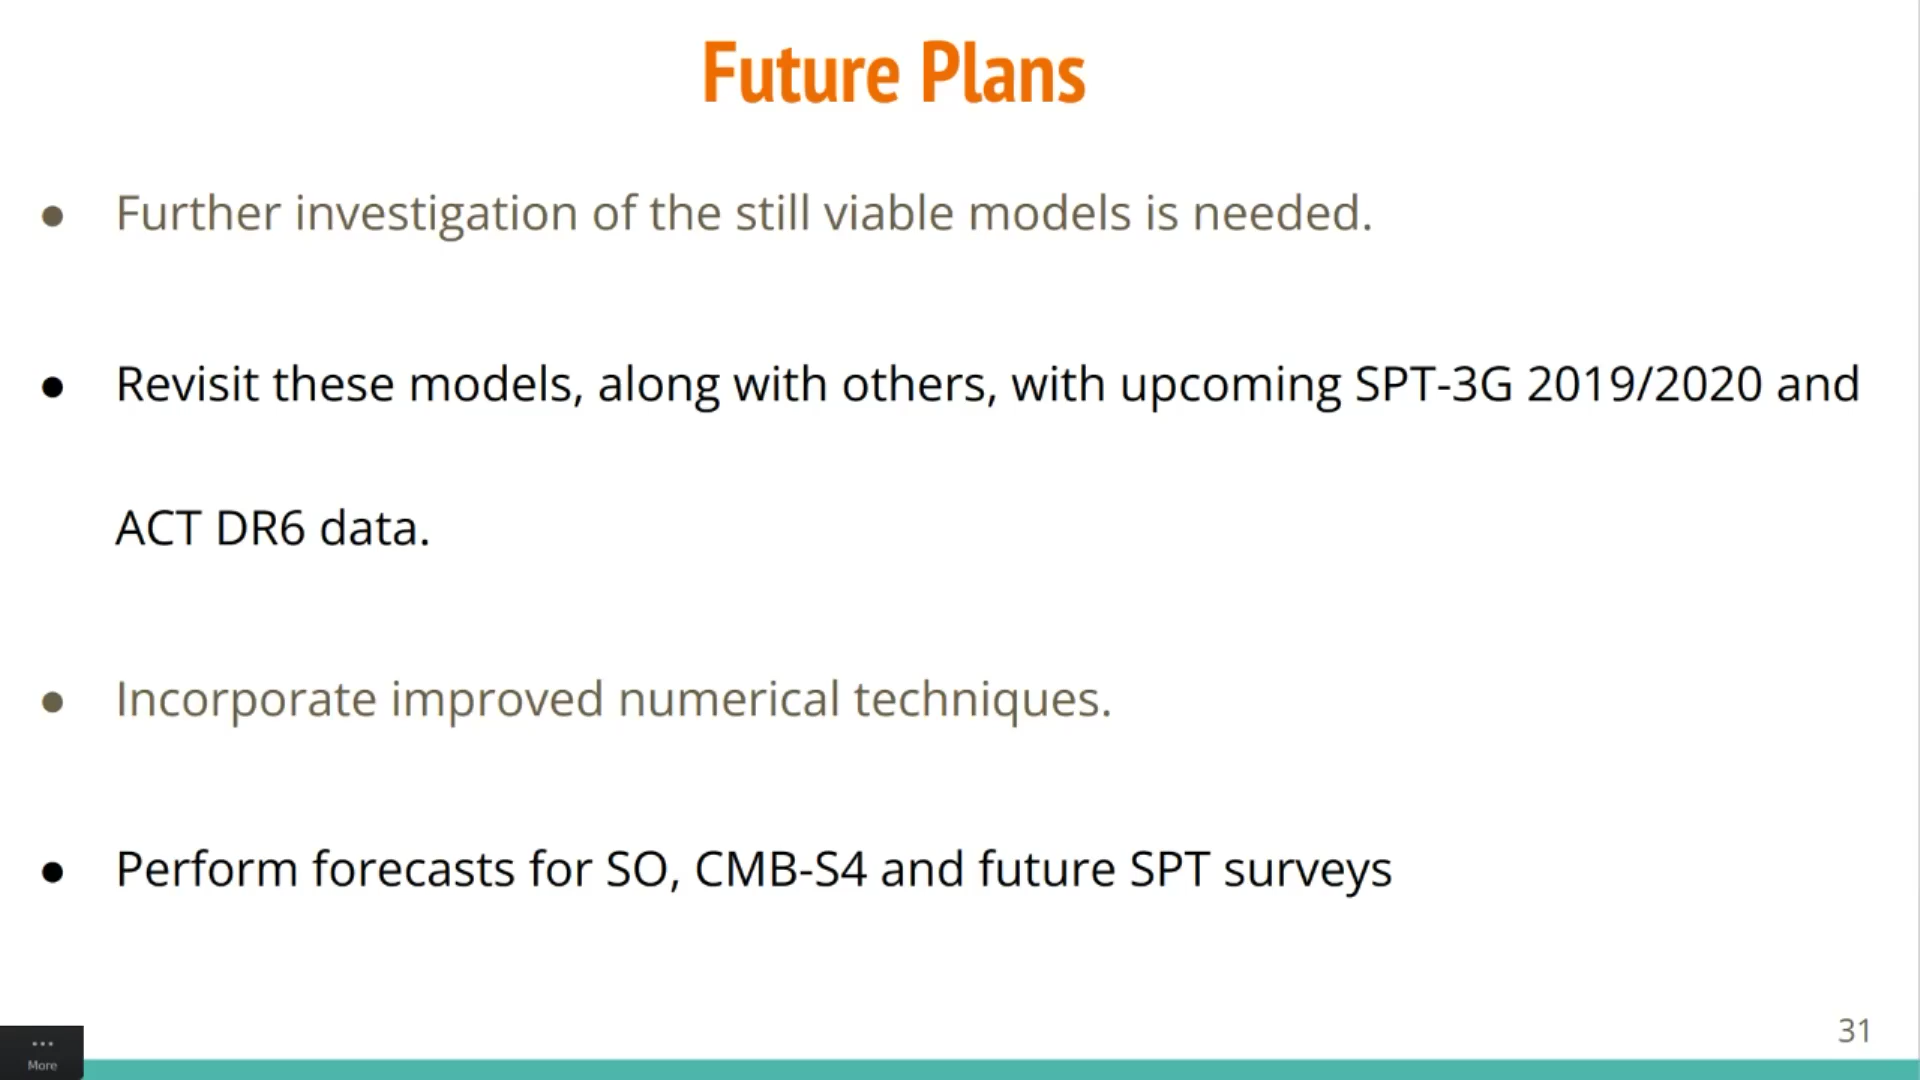 Future Plans
● Further investigation of the still viable models is needed.
● Revisit these models, along with others, with upcoming SPT-3G 2019/2020 and
ACT DR6 data.
● Incorporate improved numerical techniques.
● Perform forecasts for SO, CMB-S4 and future SPT surveys
31
More